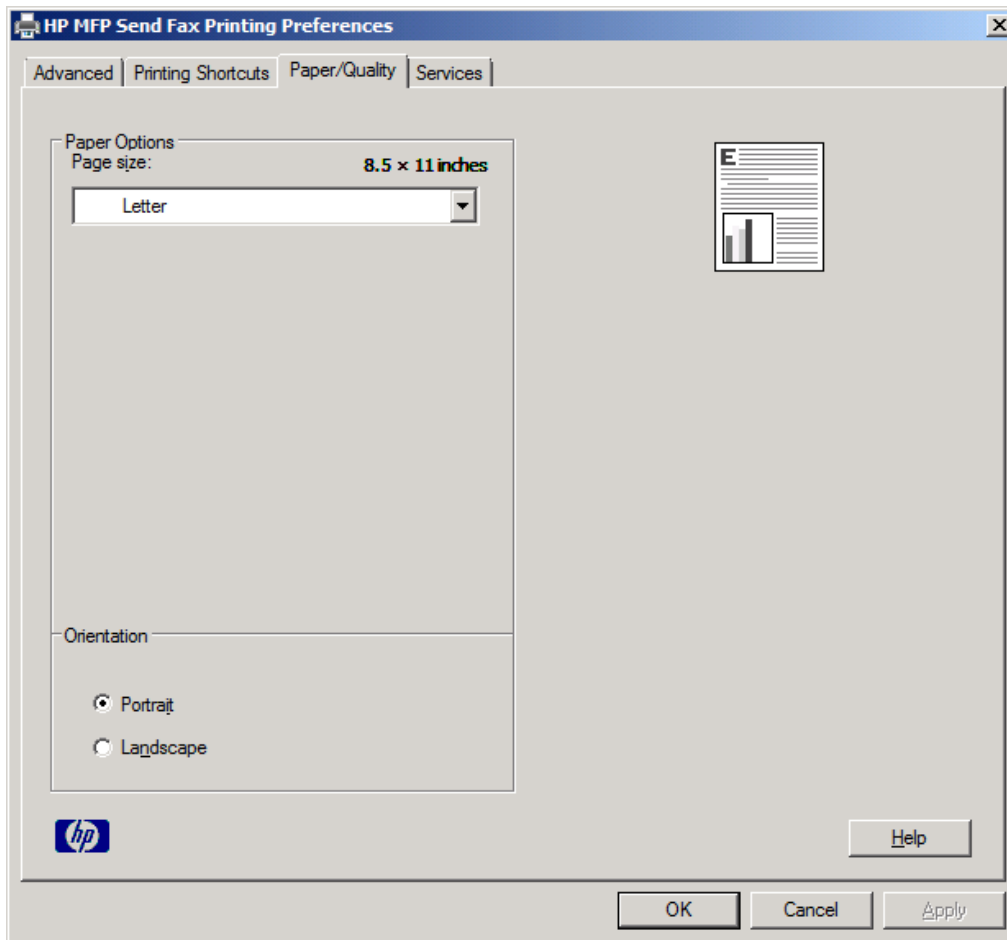 HP MFP Send Fax Printing Preferences
Advanced Printing Shortcuts Paper/Quality Services
Paper Options
Page size: 8.5 × 11 inches
Letter
E
Orientation
Portrait
Landscape
hp
Help
OK Cancel Apply